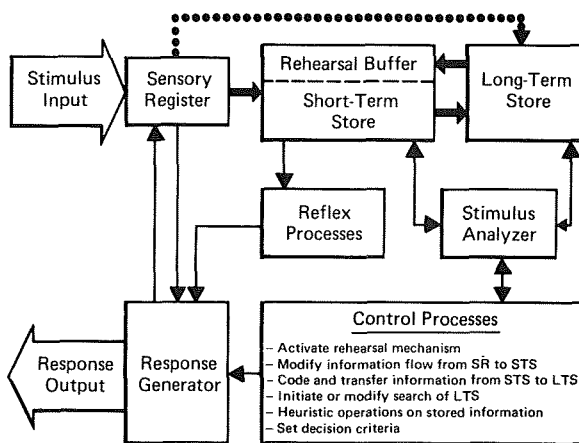 Stimulus
Input
Sensory
Register
Rehearsal Buffer
Short-Term
Store
Long-Term
Store
Reflex
Processes
Stimulus
Analyzer
Response
Output
Response
Generator
Control Processes
– Activate rehearsal mechanism
– Modify information flow from SR to STS
– Code and transfer information from STS to LTS
– Initiate or modify search of LTS
– Heuristic operations on stored information
– Set decision criteria